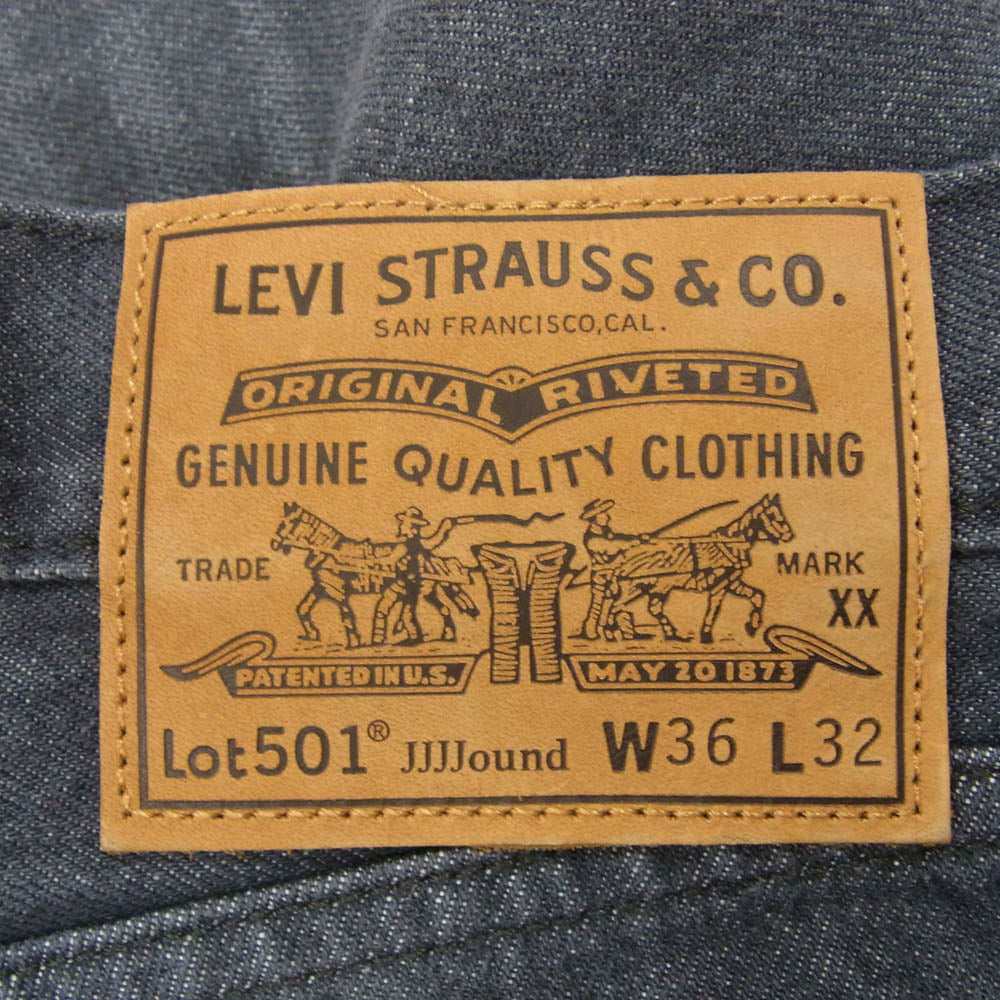 LEVI STRAUSS & CO.
SAN FRANCISCO, CAL.
ORIGINAL RIVETED
GENUINE QUALITY CLOTHING
TRADE MARK
XX
PATENTED IN U.S. MAY 20 1873
Lot 501® JJJJound W36 L32